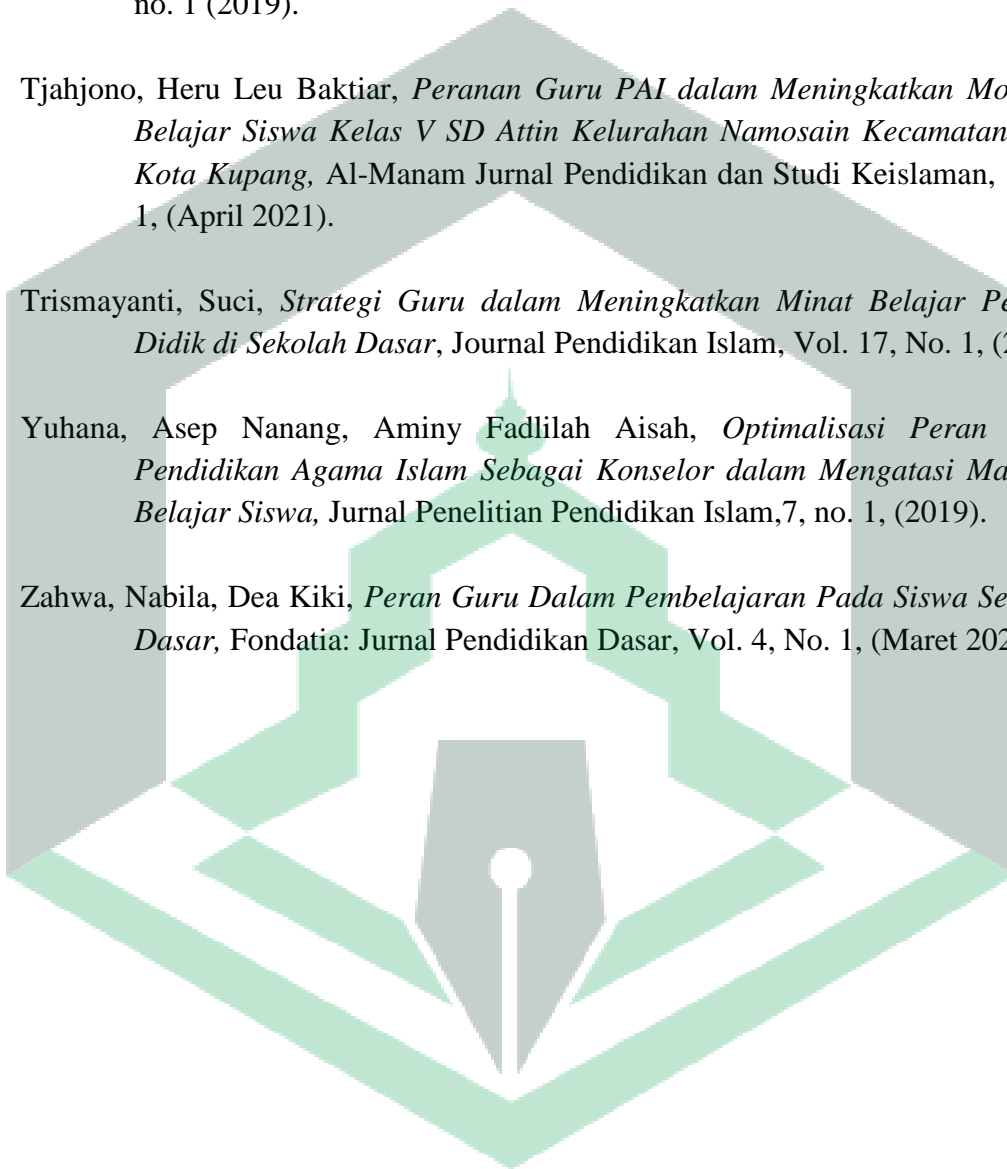 no. 1 (2019).
Tjahjono, Heru Leu Baktiar, Peranan Guru PAI dalam Meningkatkan Mo
Belajar Siswa Kelas V SD Attin Kelurahan Namosain Kecamatan
Kota Kupang, Al-Manam Jurnal Pendidikan dan Studi Keislaman,
1, (April 2021).
Trismayanti, Suci, Strategi Guru dalam Meningkatkan Minat Belajar Pe
Didik di Sekolah Dasar, Journal Pendidikan Islam, Vol. 17, No. 1, (2
Yuhana, Asep Nanang, Aminy Fadlilah Aisah, Optimalisasi Peran
Pendidikan Agama Islam Sebagai Konselor dalam Mengatasi Ma
Belajar Siswa, Jurnal Penelitian Pendidikan Islam,7, no. 1, (2019).
Zahwa, Nabila, Dea Kiki, Peran Guru Dalam Pembelajaran Pada Siswa Se
Dasar, Fondatia: Jurnal Pendidikan Dasar, Vol. 4, No. 1, (Maret 202